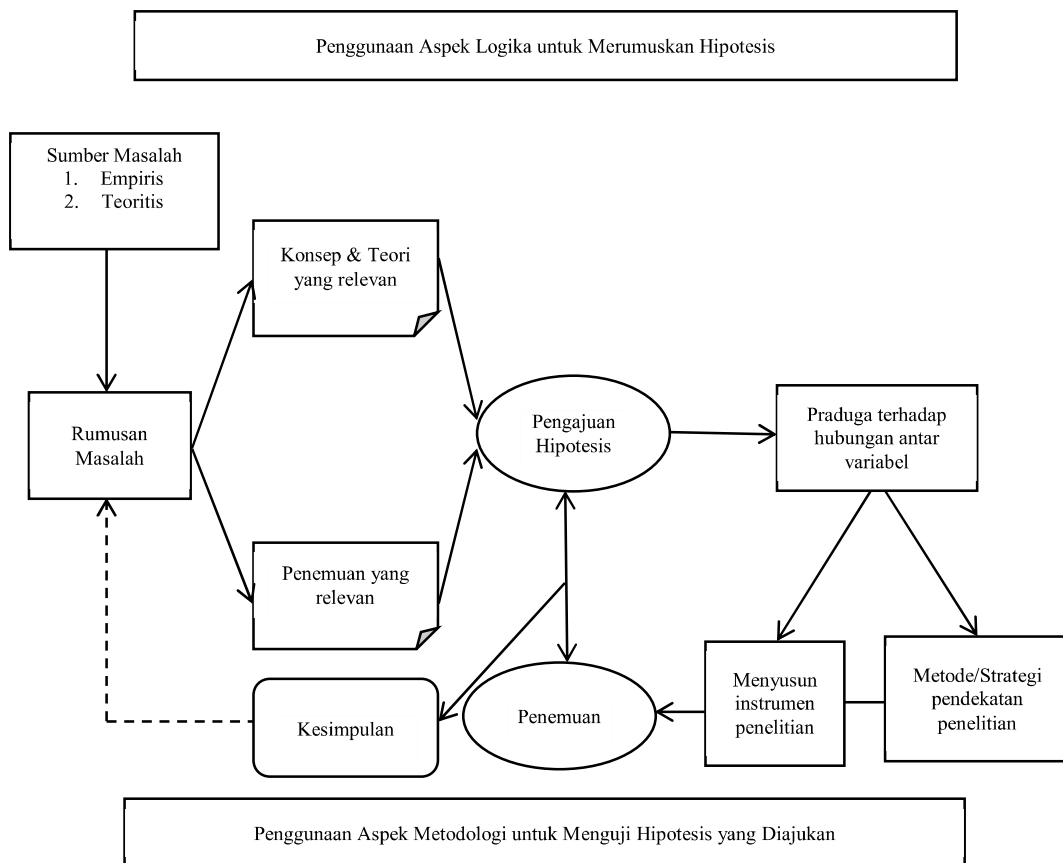 Penggunaan Aspek Logika untuk Merumuskan Hipotesis
Sumber Masalah
1. Empiris
2. Teoritis
Konsep & Teori
yang relevan
Rumusan
Masalah
Pengajuan
Hipotesis
Praduga terhadap
hubungan antar
variabel
Penemuan yang
relevan
Kesimpulan
Penemuan
Menyusun
instrumen
penelitian
Metode/Strategi
pendekatan
penelitian
Penggunaan Aspek Metodologi untuk Menguji Hipotesis yang Diajukan